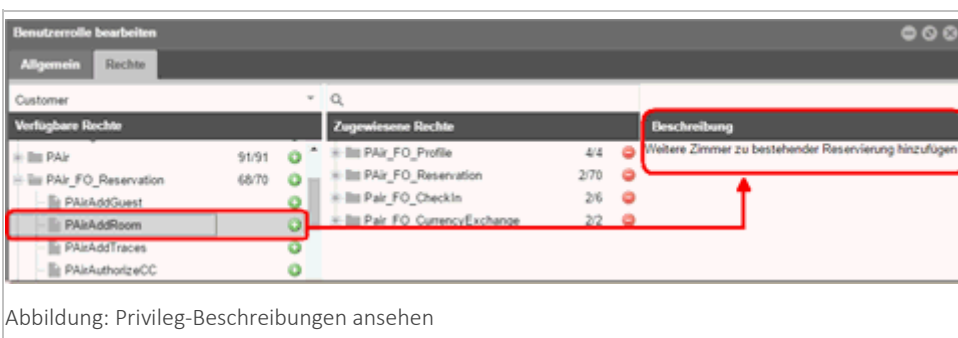 Benutzerrolle bearbeiten
Allgemein Rechte
Customer
Verfügbare Rechte Zugewiesene Rechte Beschreibung
PAir 91/91 PAir_FO_Profile 4/4 Weitere Zimmer zu bestehender Reservierung hinzufügen
PAir_FO_Reservation 68/70 PAir_FO_Reservation 2/70
PAirAddGuest Pair_FO_CheckIn 2/6
PAirAddRoom Pair_FO_CurrencyExchange 2/2
PAirAddTraces
PAirAuthorizeCC
Abbildung: Privileg-Beschreibungen ansehen